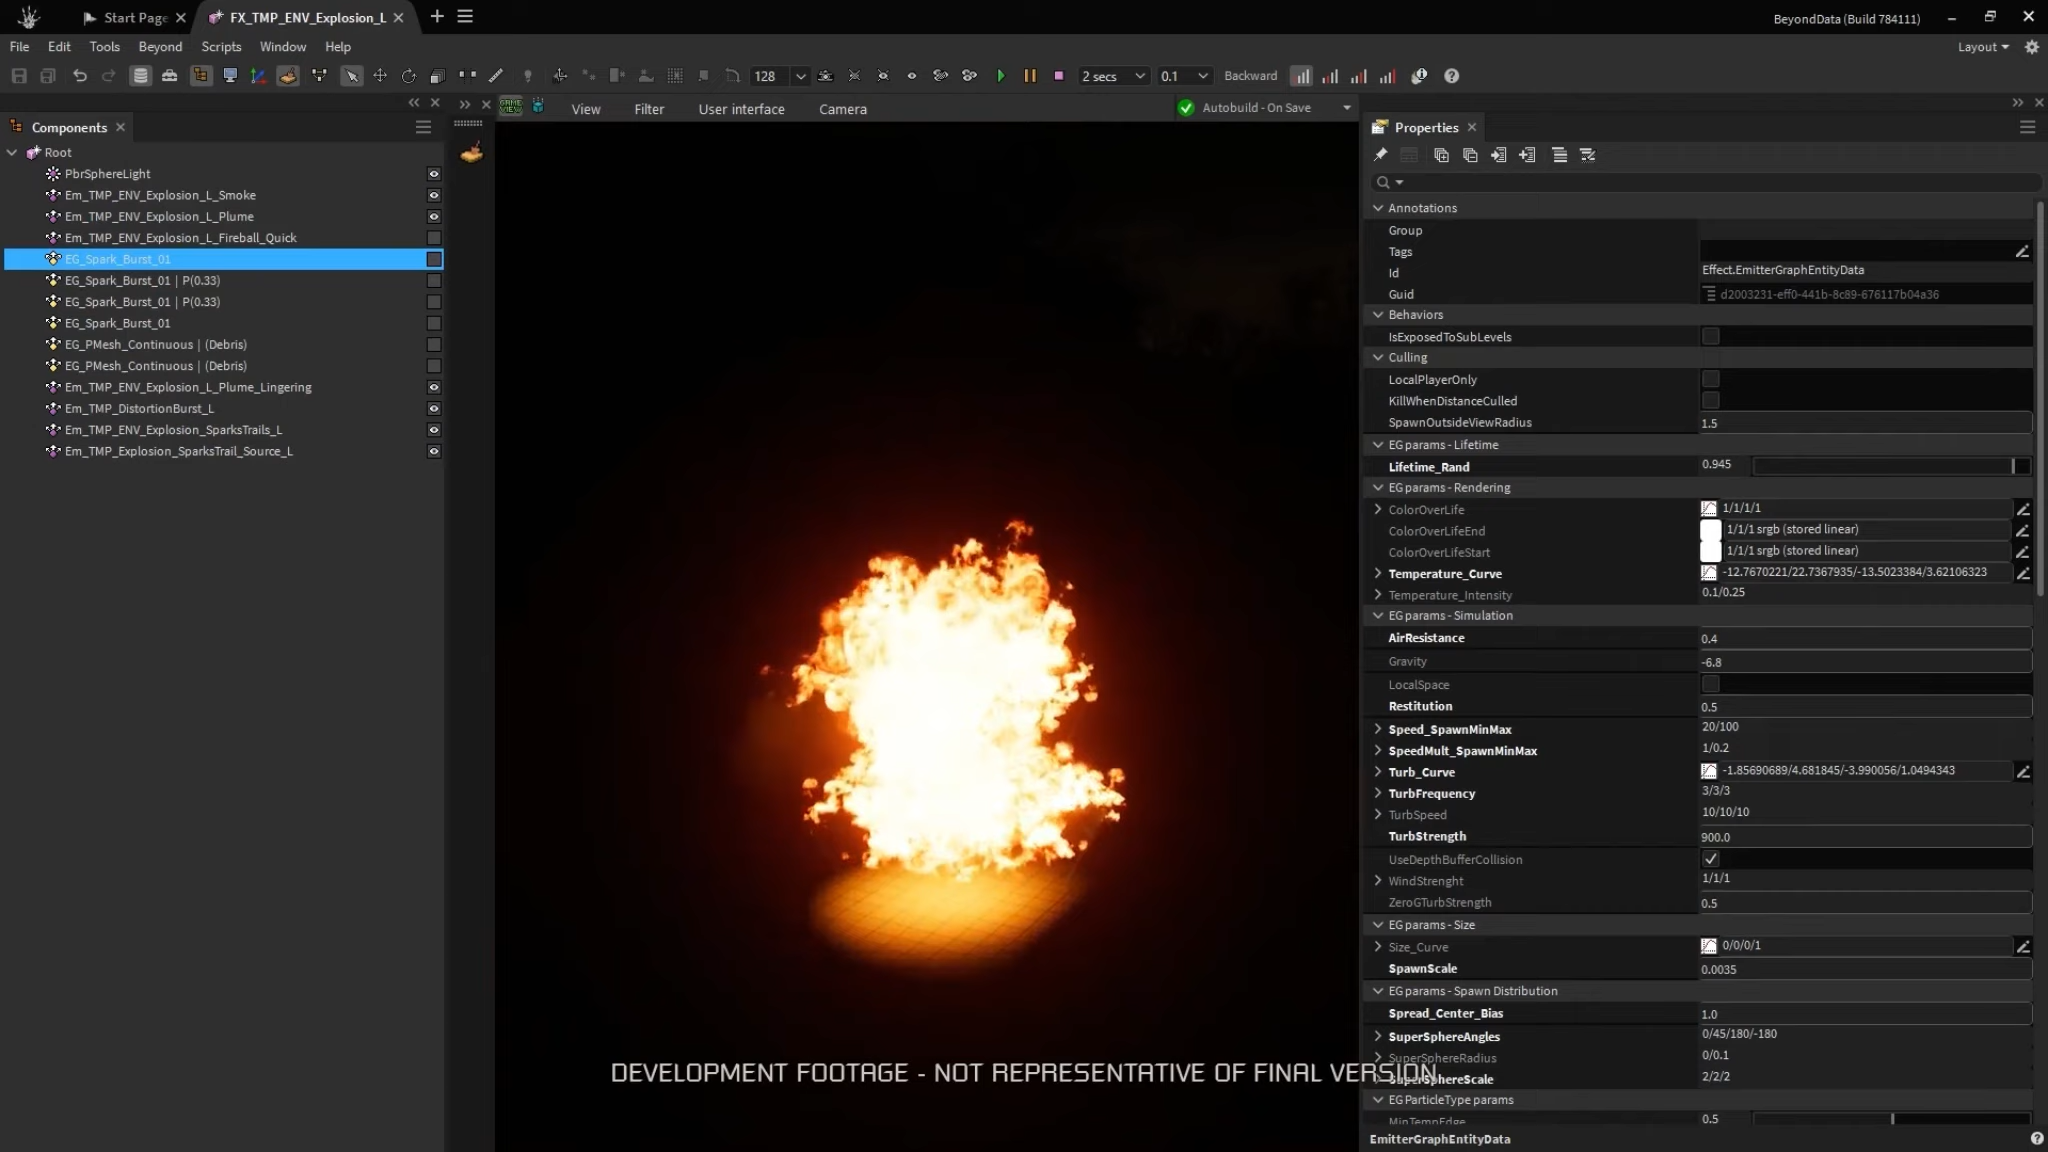 Start Page
FX_TMP_ENV_Explosion_L
BeyondData (Build 784111)
File Edit Tools Beyond Scripts Window Help
Layout
128
2 secs
0.1
Backward
Components
View Filter User interface Camera
Autobuild - On Save
Properties
Root
PbrSphereLight
Em_TMP_ENV_Explosion_L_Smoke
Em_TMP_ENV_Explosion_L_Plume
Em_TMP_ENV_Explosion_L_Fireball_Quick
EG_Spark_Burst_01
EG_Spark_Burst_01 | P(0.33)
EG_Spark_Burst_01 | P(0.33)
EG_Spark_Burst_01
EG_PMesh_Continuous | (Debris)
EG_PMesh_Continuous | (Debris)
Em_TMP_ENV_Explosion_L_Plume_Lingering
Em_TMP_DistortionBurst_L
Em_TMP_ENV_Explosion_SparksTrails_L
Em_TMP_Explosion_SparksTrail_Source_L
Annotations
Group
Tags
Id Effect.EmitterGraphEntityData
Guid d2003231-eff0-441b-8c89-676117b04a36
Behaviors
IsExposedToSubLevels
Culling
LocalPlayerOnly
KillWhenDistanceCulled
SpawnOutsideViewRadius 1.5
EG params - Lifetime
Lifetime_Rand 0.945
EG params - Rendering
ColorOverLife 1/1/1/1
ColorOverLifeEnd 1/1/1 srgb (stored linear)
ColorOverLifeStart 1/1/1 srgb (stored linear)
Temperature_Curve -12.7670221/22.7367935/-13.5023384/3.62106323
Temperature_Intensity 0.1/0.25
EG params - Simulation
AirResistance 0.4
Gravity -6.8
LocalSpace
Restitution 0.5
Speed_SpawnMinMax 20/100
SpeedMult_SpawnMinMax 1/0.2
Turb_Curve -1.85690689/4.681845/-3.990056/1.0494343
TurbFrequency 3/3/3
TurbSpeed 10/10/10
TurbStrength 900.0
UseDepthBufferCollision
WindStrenght 1/1/1
ZeroGTurbStrength 0.5
EG params - Size
Size_Curve 0/0/0/1
SpawnScale 0.0035
EG params - Spawn Distribution
Spread_Center_Bias 1.0
SuperSphereAngles 0/45/180/-180
SuperSphereRadius 0/0.1
SuperSphereScale 2/2/2
EG ParticleType params
MinTempEdge 0.5
EmitterGraphEntityData
DEVELOPMENT FOOTAGE - NOT REPRESENTATIVE OF FINAL VERSION.